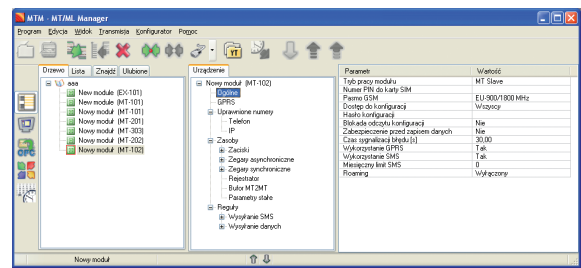 MTM - MT/ML Manager
Program Edycja Widok Transmisja Konfigurator Pomoc
Drzewo Lista Znajdź Ulubione
aaa
New module (EX-101)
New module (MT-101)
Nowy moduł (MT-101)
Nowy moduł (MT-201)
Nowy moduł (MT-303)
Nowy moduł (MT-202)
Nowy moduł (MT-102)
Urządzenie
Nowy moduł (MT-102)
Ogólne
GPRS
Uprawnione numery
Telefon
IP
Zasoby
Zaciski
Zegary asynchroniczne
Zegary synchroniczne
Rejestrator
Bufor MT2MT
Parametry stałe
Reguły
Wysyłanie SMS
Wysyłanie danych
Parametr Wartość
Tryb pracy modułu MT Slave
Numer PIN do karty SIM
Pasmo GSM EU-900/1800 MHz
Dostęp do konfiguracji Wszyscy
Hasło konfiguracji
Blokada odczytu konfiguracji Nie
Zabezpieczenie przed zapisem danych Nie
Czas sygnalizacji błędu [s] 30,00
Wykorzystanie GPRS Tak
Wykorzystanie SMS Tak
Miesięczny limit SMS 0
Roaming Wyłączony
CFC
YT
Nowy moduł